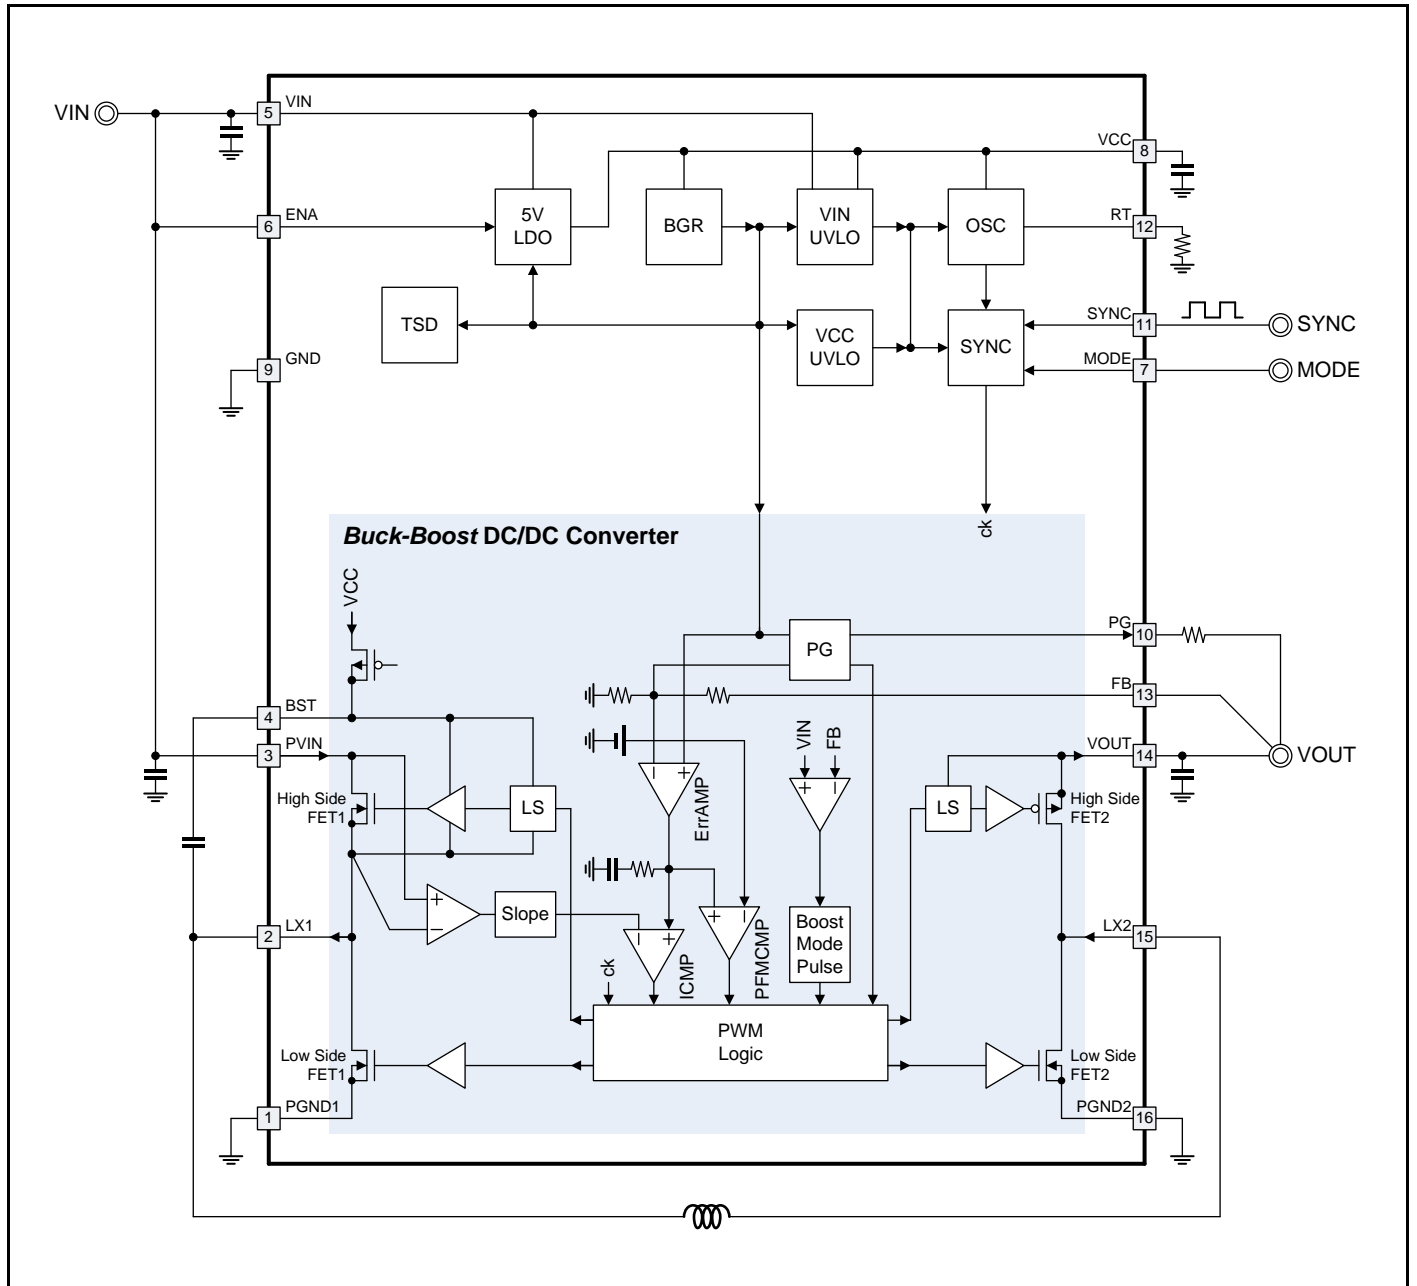 VIN
5
VIN
VCC
8
6
ENA
5V
LDO
BGR
VIN
UVLO
OSC
RT
12
TSD
VCC
UVLO
SYNC
SYNC
11
SYNC
9
GND
MODE
7
MODE
ck
Buck-Boost DC/DC Converter
VCC
PG
PG
10
FB
13
4
BST
3
PVIN
VIN
FB
VOUT
14
VOUT
High Side
FET1
LS
− +
ErrAMP
+ −
LS
High Side
FET2
+
−
Slope
2
LX1
− +
ICMP
+ −
PFMCMP
Boost
Mode
Pulse
LX2
15
ck
PWM
Logic
Low Side
FET1
Low Side
FET2
1
PGND1
PGND2
16